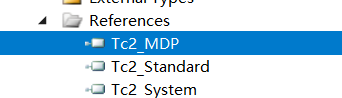 External Types
References
Tc2_MDP
Tc2_Standard
Tc2_System